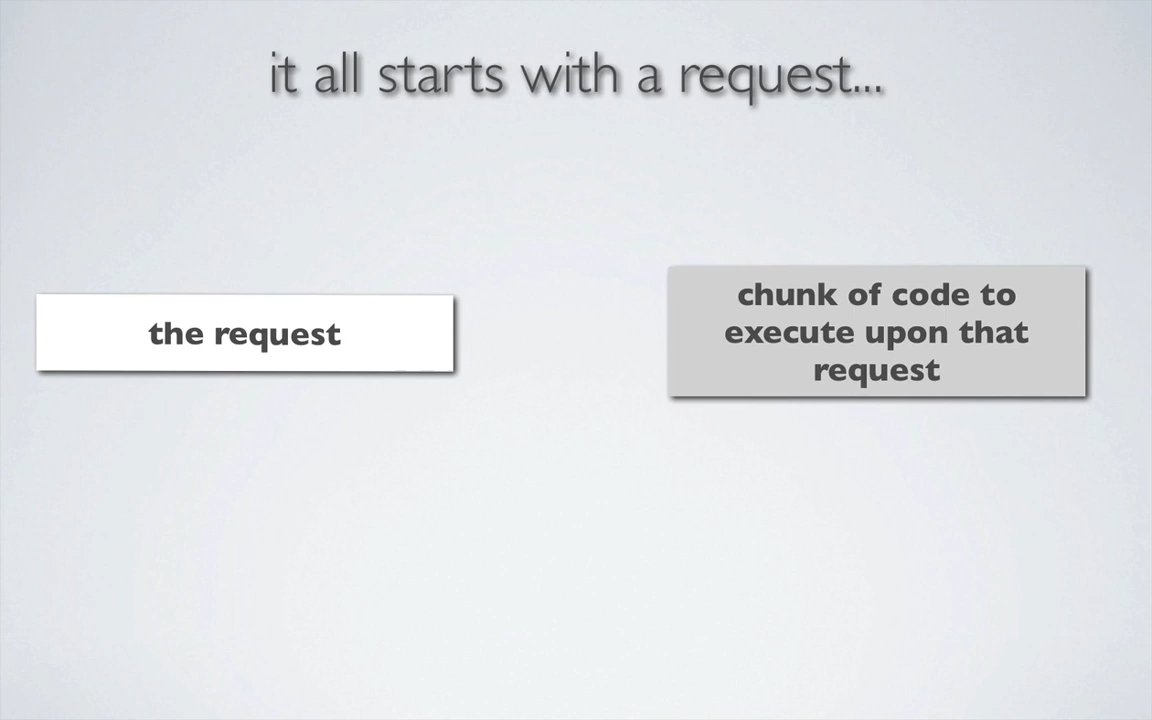 it all starts with a request...
the request
chunk of code to
execute upon that
request